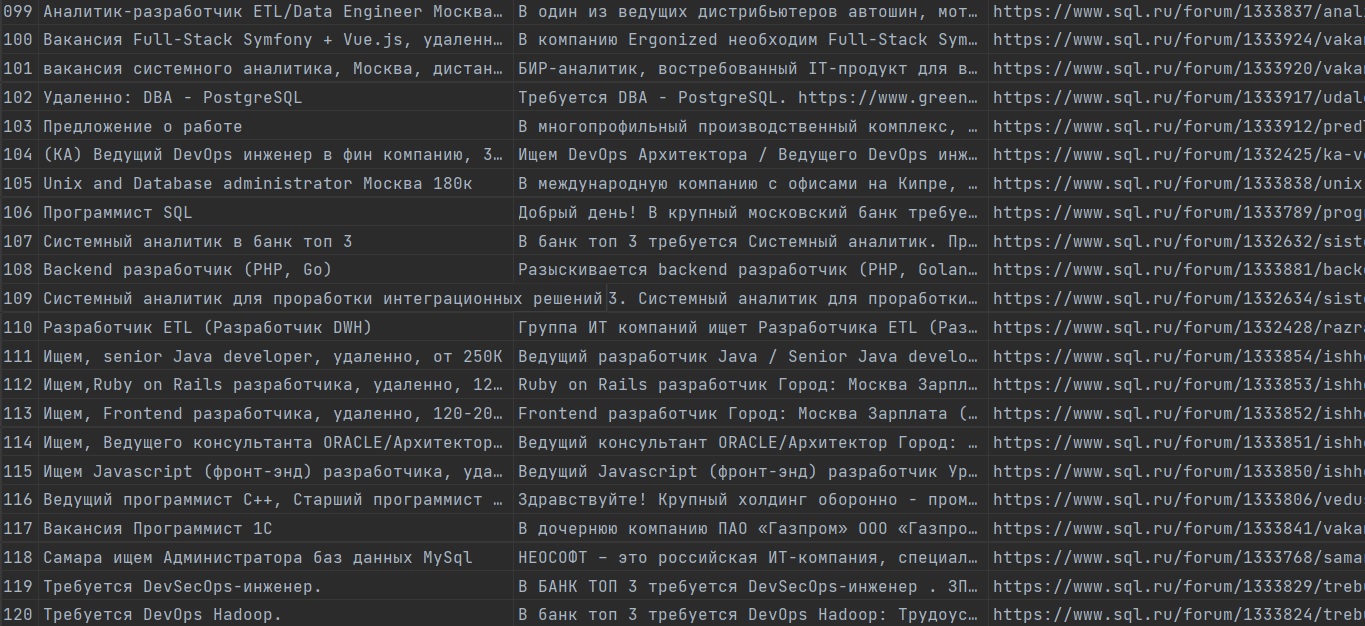 099 Аналитик-разработчик ETL/Data Engineer Москва… В один из ведущих дистрибьютеров автошин, мот… https://www.sql.ru/forum/1333837/anal
100 Вакансия Full-Stack Symfony + Vue.js, удаленн… В компанию Ergonized необходим Full-Stack Sym… https://www.sql.ru/forum/1333924/vaka
101 вакансия системного аналитика, Москва, дистан… БИР-аналитик, востребованный IT-продукт для в… https://www.sql.ru/forum/1333920/vaka
102 Удаленно: DBA - PostgreSQL Требуется DBA - PostgreSQL. https://www.green… https://www.sql.ru/forum/1333917/udal
103 Предложение о работе В многопрофильный производственный комплекс, … https://www.sql.ru/forum/1333912/pred
104 (КА) Ведущий DevOps инженер в фин компанию, 3… Ищем DevOps Архитектора / Ведущего DevOps инж… https://www.sql.ru/forum/1332425/ka-v
105 Unix and Database administrator Москва 180к В международную компанию с офисами на Кипре, … https://www.sql.ru/forum/1333838/unix
106 Программист SQL Добрый день! В крупный московский банк требуе… https://www.sql.ru/forum/1333789/prog
107 Системный аналитик в банк топ 3 В банк топ 3 требуется Системный аналитик. Пр… https://www.sql.ru/forum/1332632/sist
108 Backend разработчик (PHP, Go) Разыскивается backend разработчик (PHP, Golan… https://www.sql.ru/forum/1333881/back
109 Системный аналитик для проработки интеграционных решений 3. Системный аналитик для проработки… https://www.sql.ru/forum/1332634/sist
110 Разработчик ETL (Разработчик DWH) Группа ИТ компаний ищет Разработчика ETL (Раз… https://www.sql.ru/forum/1332428/razr
111 Ищем, senior Java developer, удаленно, от 250К Ведущий разработчик Java / Senior Java develo… https://www.sql.ru/forum/1333854/ishh
112 Ищем,Ruby on Rails разработчика, удаленно, 12… Ruby on Rails разработчик Город: Москва Зарпл… https://www.sql.ru/forum/1333853/ishh
113 Ищем, Frontend разработчика, удаленно, 120-20… Frontend разработчик Город: Москва Зарплата (… https://www.sql.ru/forum/1333852/ishh
114 Ищем, Ведущего консультанта ORACLE/Архитектор… Ведущий консультант ORACLE/Архитектор Город: … https://www.sql.ru/forum/1333851/ishh
115 Ищем Javascript (фронт-энд) разработчика, уда… Ведущий Javascript (фронт-энд) разработчик Ур… https://www.sql.ru/forum/1333850/ishh
116 Ведущий программист С++, Старший программист … Здравствуйте! Крупный холдинг оборонно - пром… https://www.sql.ru/forum/1333806/vedu
117 Вакансия Программист 1С В дочернюю компанию ПАО «Газпром» ООО «Газпро… https://www.sql.ru/forum/1333841/vaka
118 Самара ищем Администратора баз данных MySql НЕОСОФТ – это российская ИТ-компания, специал… https://www.sql.ru/forum/1333768/sama
119 Требуется DevSecOps-инженер. В БАНК ТОП 3 требуется DevSecOps-инженер . ЗП… https://www.sql.ru/forum/1333829/treb
120 Требуется DevOps Hadoop. В банк топ 3 требуется DevOps Hadoop: Трудоус… https://www.sql.ru/forum/1333824/treb